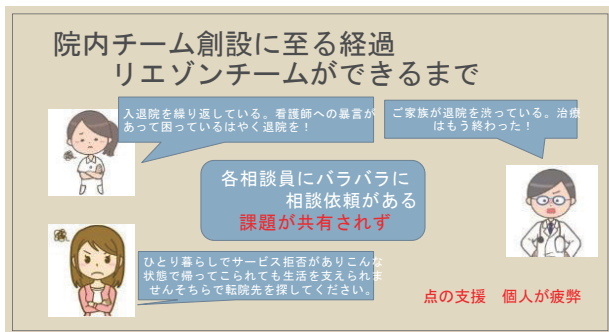 院内チーム創設に至る経過
リエゾンチームができるまで
入退院を繰り返している。看護師への暴言が
あって困っているはやく退院を！
ご家族が退院を渋っている。治療
はもう終わった！
各相談員にバラバラに
相談依頼がある
課題が共有されず
ひとり暮らしでサービス拒否がありこんな
状態で帰ってこられても生活を支えられま
せんそちらで転院先を探してください。
点の支援　個人が疲弊